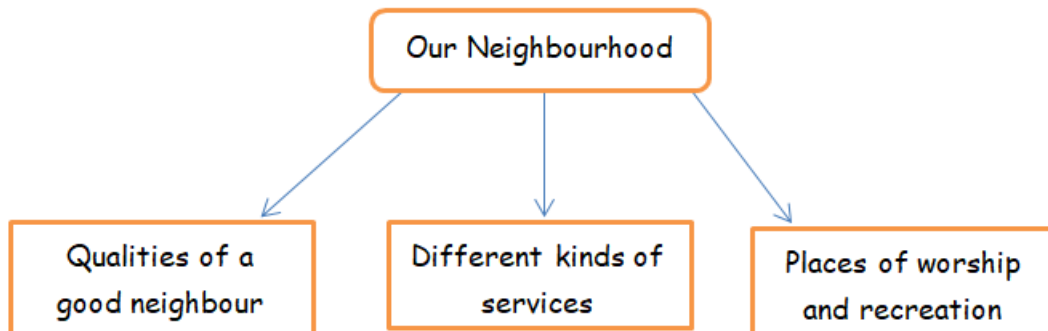 Our Neighbourhood
Qualities of a
good neighbour
Different kinds of
services
Places of worship
and recreation